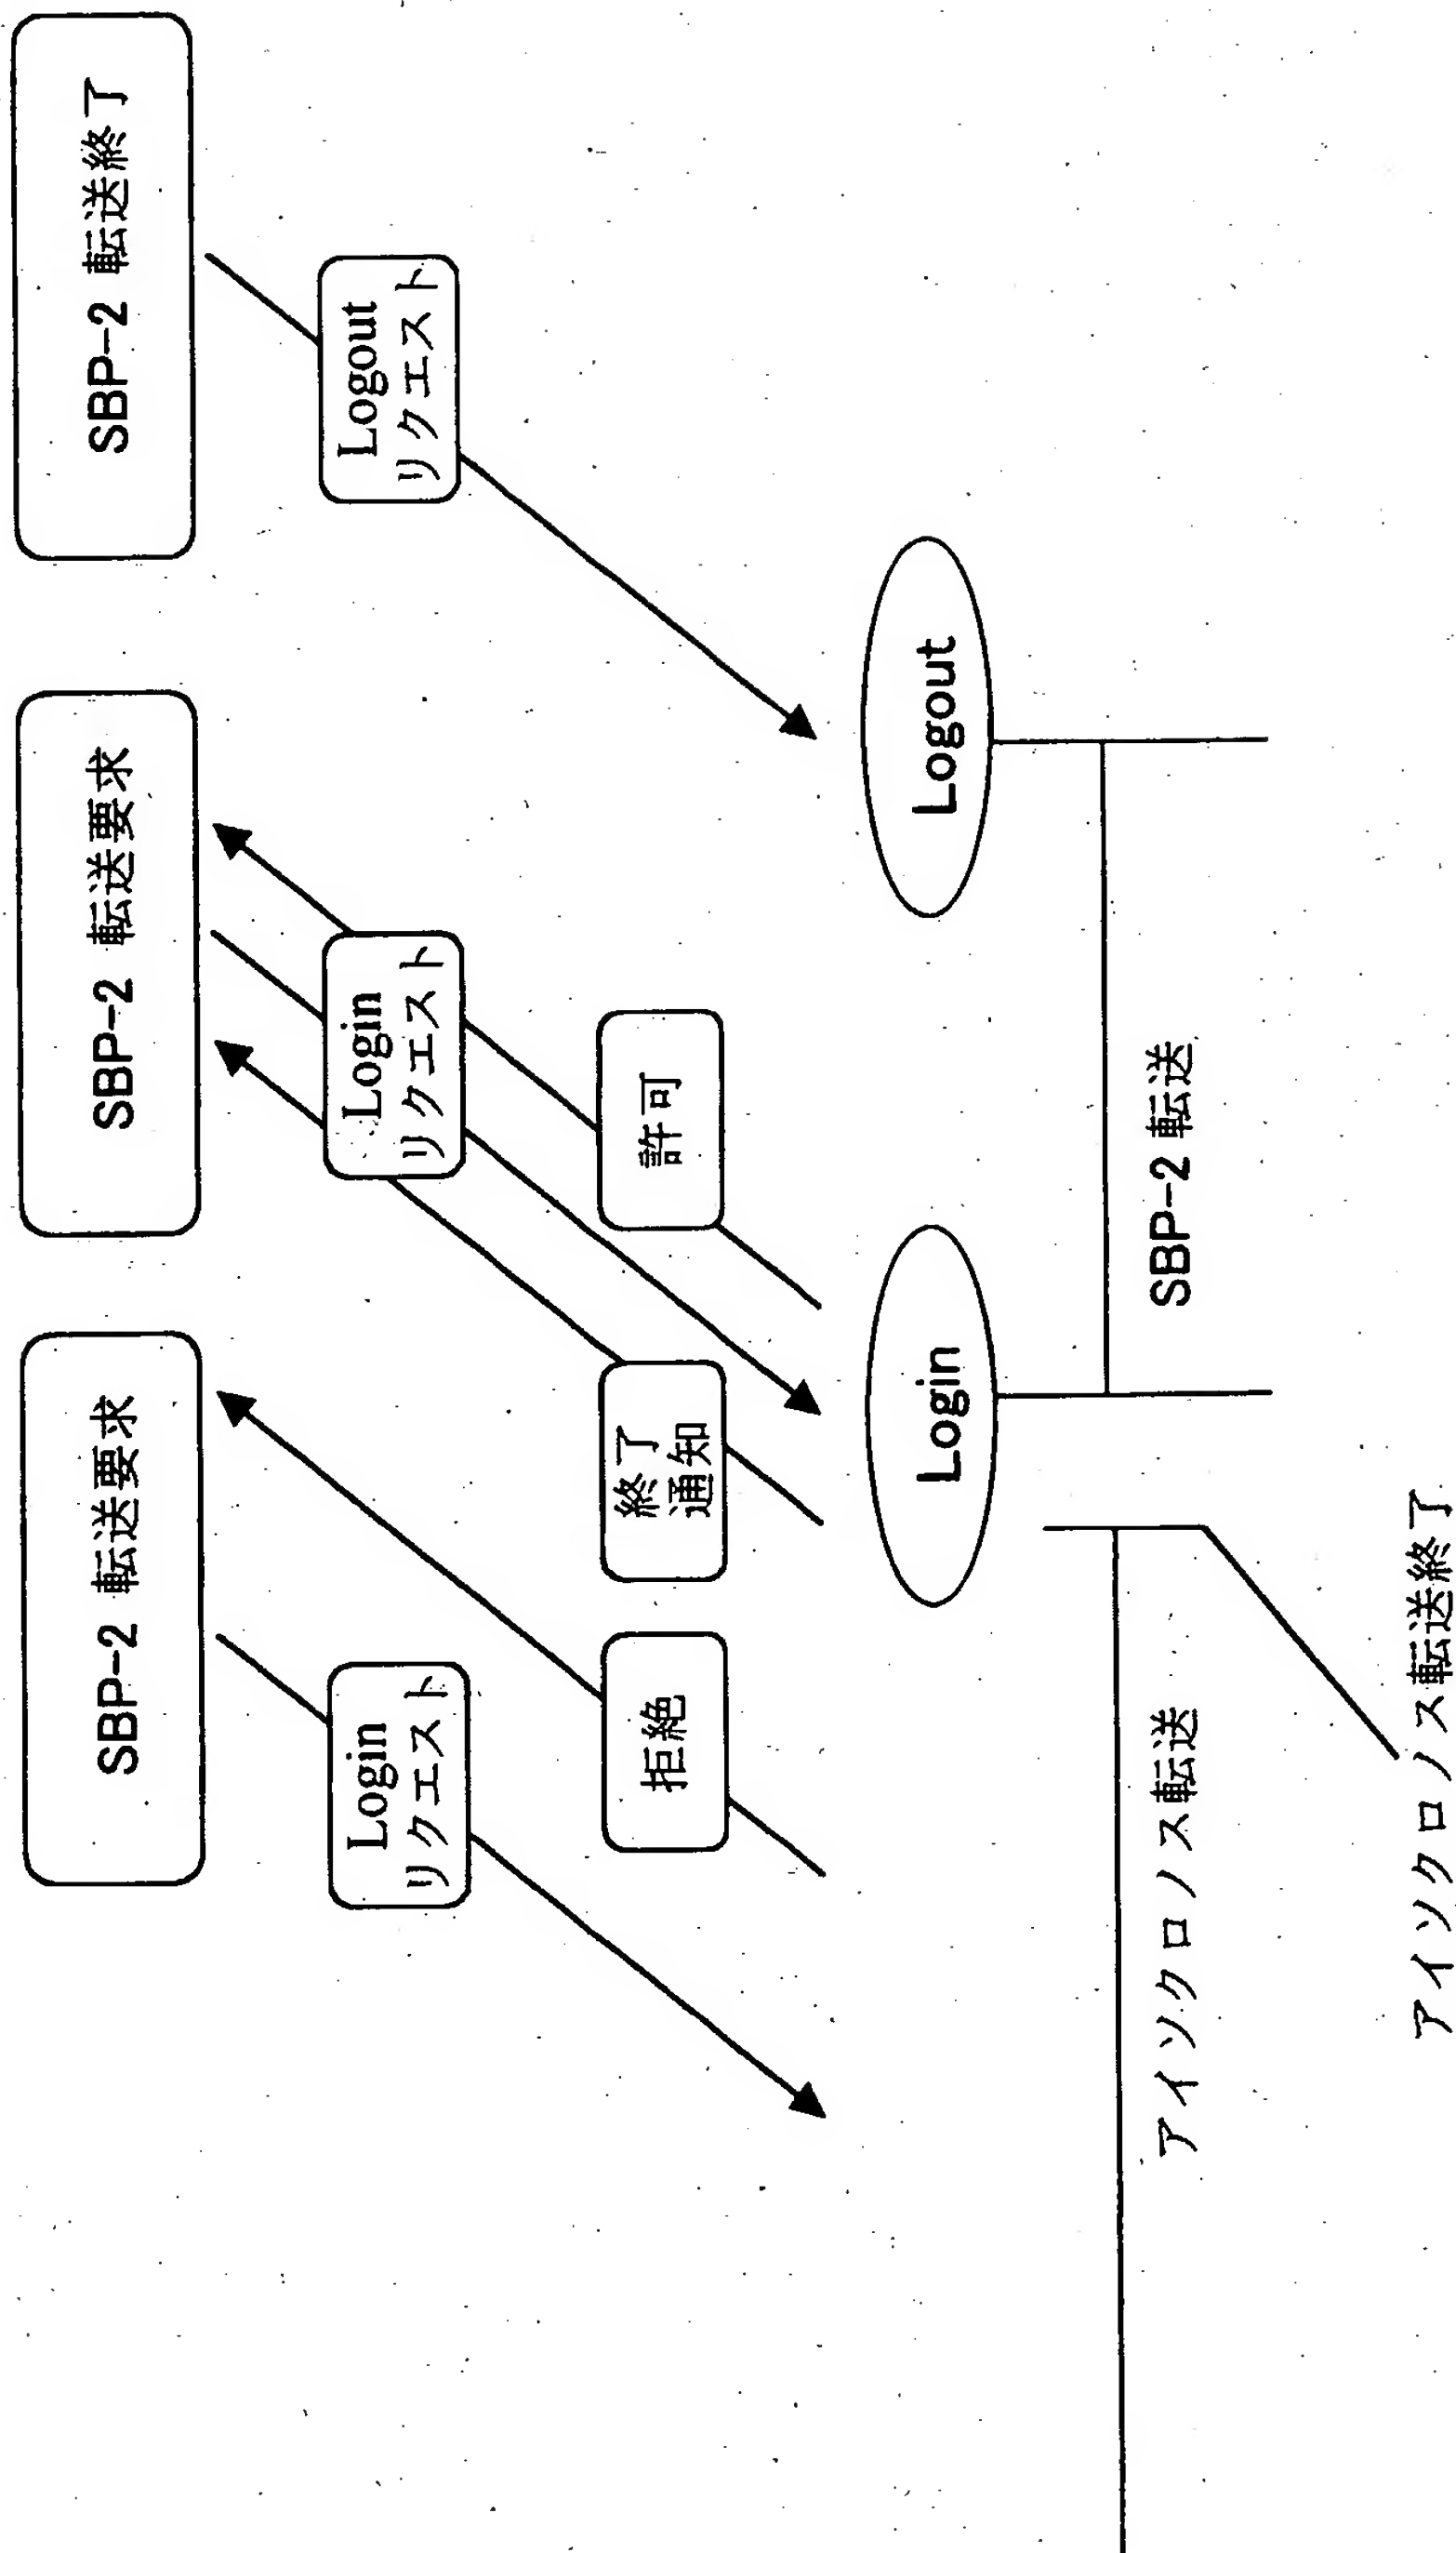 SBP-2 転送要求
SBP-2 転送要求
SBP-2 転送終了
Login
リクエスト
Login
リクエスト
Logout
リクエスト
拒絶
終了
通知
許可
Login
Logout
アイソクロノス転送
SBP-2 転送
アイソクロノス転送終了